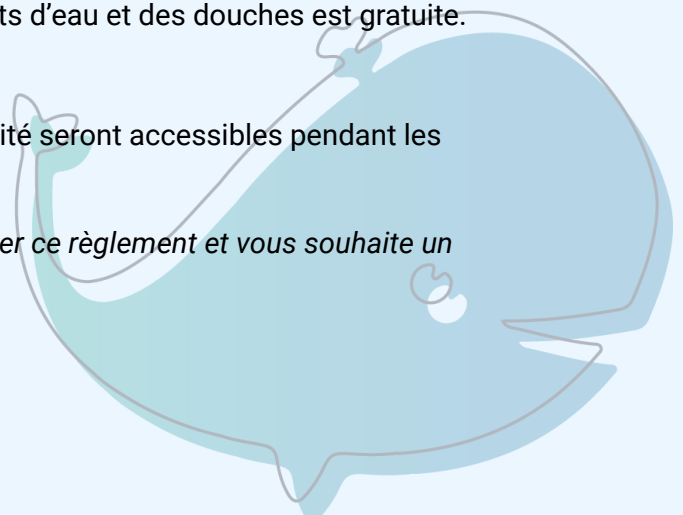 ts d'eau et des douches est gratuite.
ité seront accessibles pendant les
er ce règlement et vous souhaite un